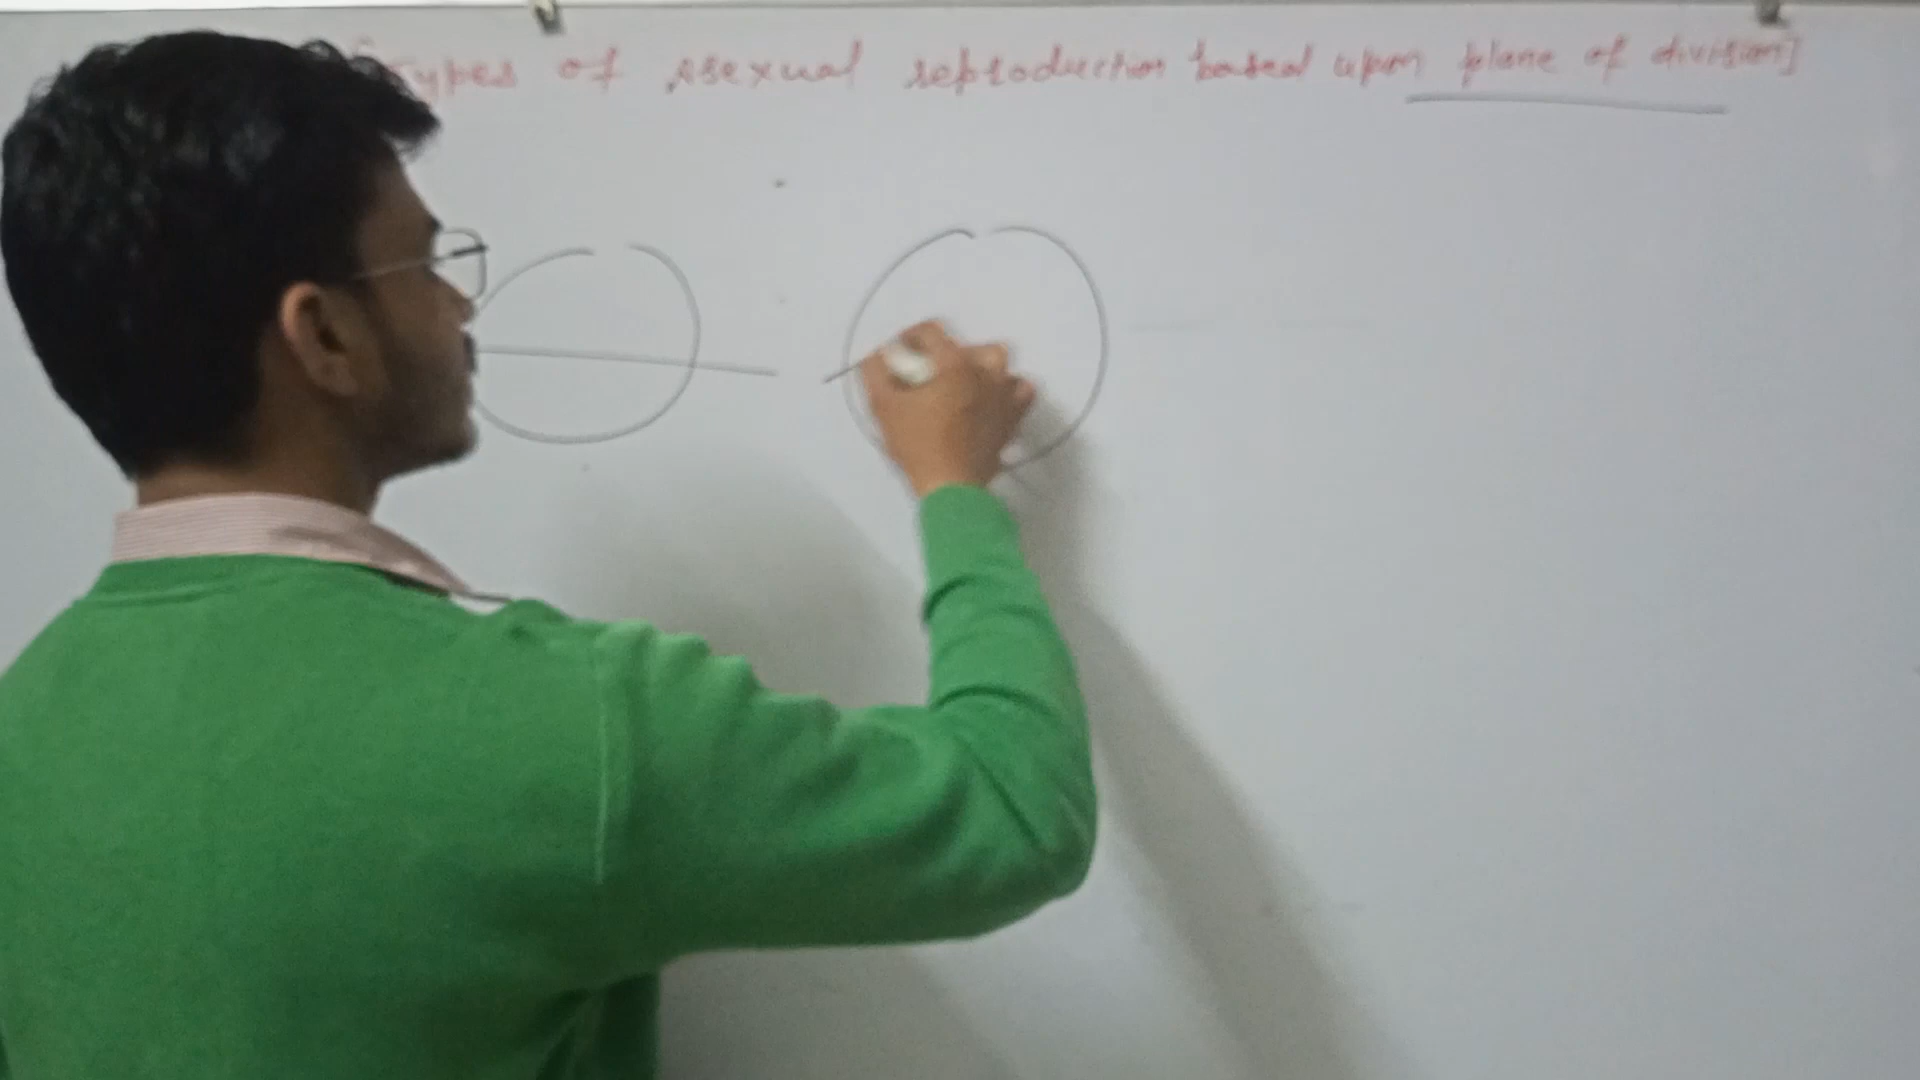 Types of Asexual reproduction based upon plane of division]